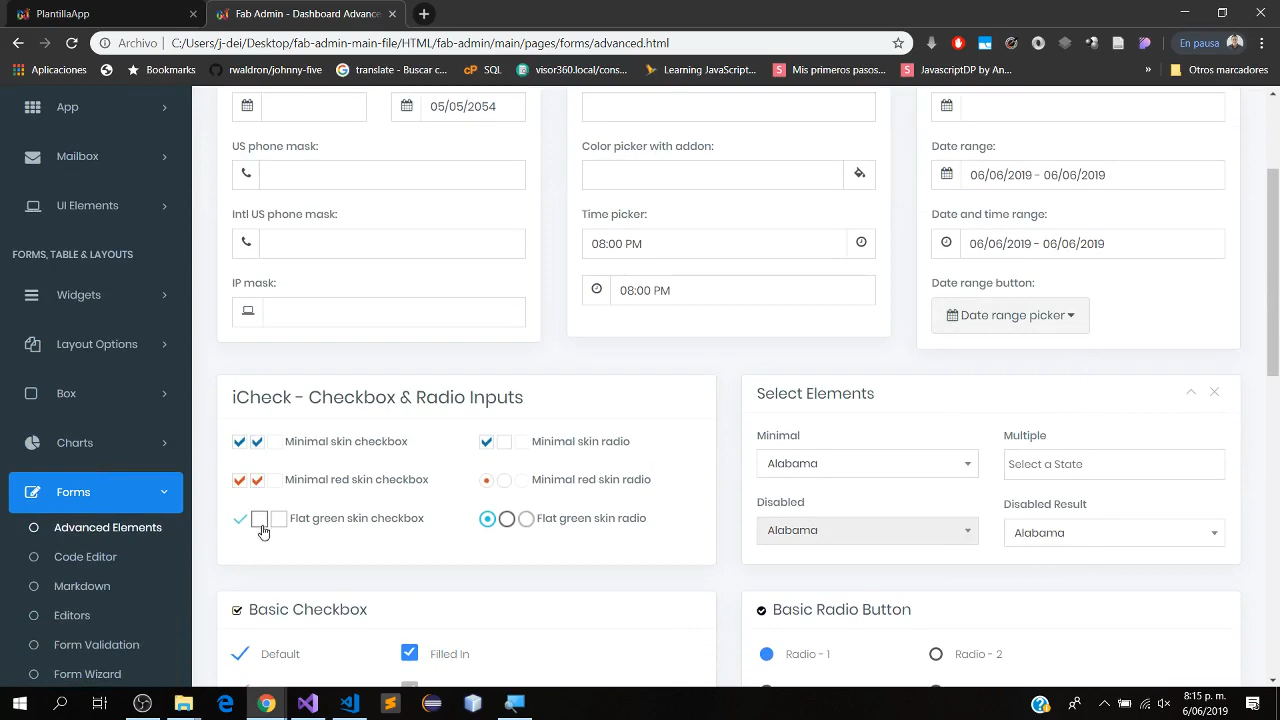 PlantillaApp
Fab Admin - Dashboard Advance
Archivo | C:/Users/j-dei/Desktop/fab-admin-main-file/HTML/fab-admin/main/pages/forms/advanced.html
En pausa
Aplicaciones
Bookmarks
rwaldron/johnny-five
translate - Buscar c...
SQL
visor360.local/cons...
Learning JavaScript...
Mis primeros pasos...
JavascriptDP by An...
»
Otros marcadores
App
Mailbox
UI Elements
FORMS, TABLE & LAYOUTS
Widgets
Layout Options
Box
Charts
Forms
Advanced Elements
Code Editor
Markdown
Editors
Form Validation
Form Wizard
05/05/2054
US phone mask:
Intl US phone mask:
IP mask:
Color picker with addon:
Time picker:
08:00 PM
08:00 PM
Date range:
06/06/2019 - 06/06/2019
Date and time range:
06/06/2019 - 06/06/2019
Date range button:
Date range picker
iCheck - Checkbox & Radio Inputs
Minimal skin checkbox
Minimal skin radio
Minimal red skin checkbox
Minimal red skin radio
Flat green skin checkbox
Flat green skin radio
Select Elements
Minimal
Alabama
Multiple
Select a State
Disabled
Alabama
Disabled Result
Alabama
Basic Checkbox
Default
Filled In
Basic Radio Button
Radio - 1
Radio - 2
8:15 p. m.
6/06/2019